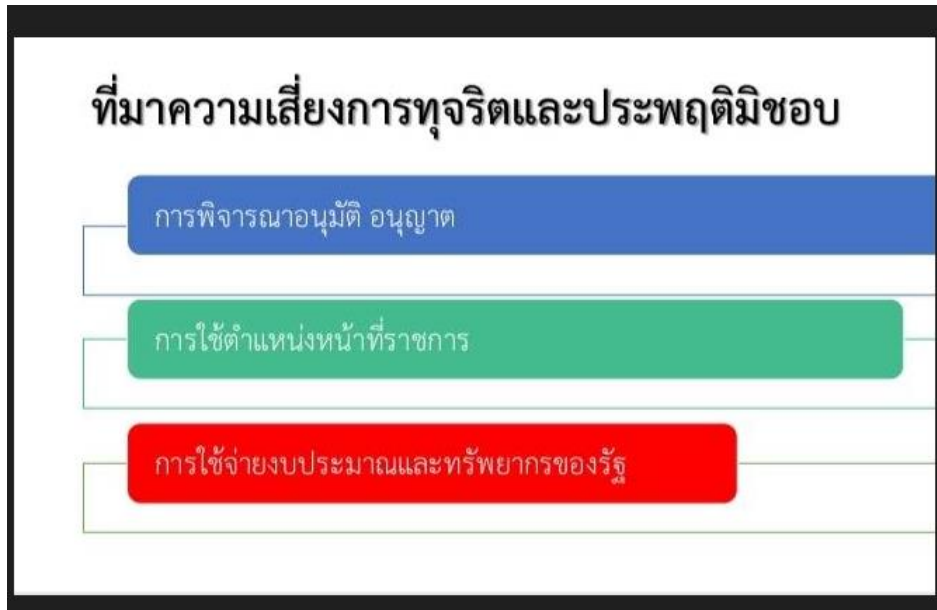 ที่มาความเสี่ยงการทุจริตและประพฤติมิชอบ
การพิจารณาอนุมัติ อนุญาต
การใช้ตำแหน่งหน้าที่ราชการ
การใช้จ่ายงบประมาณและทรัพยากรของรัฐ